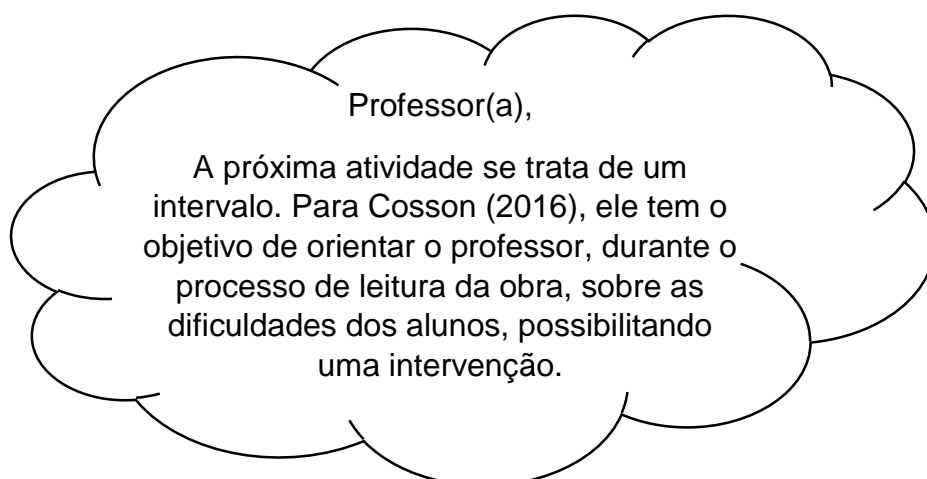 Professor(a),
A próxima atividade se trata de um
intervalo. Para Cosson (2016), ele tem o
objetivo de orientar o professor, durante o
processo de leitura da obra, sobre as
dificuldades dos alunos, possibilitando
uma intervenção.